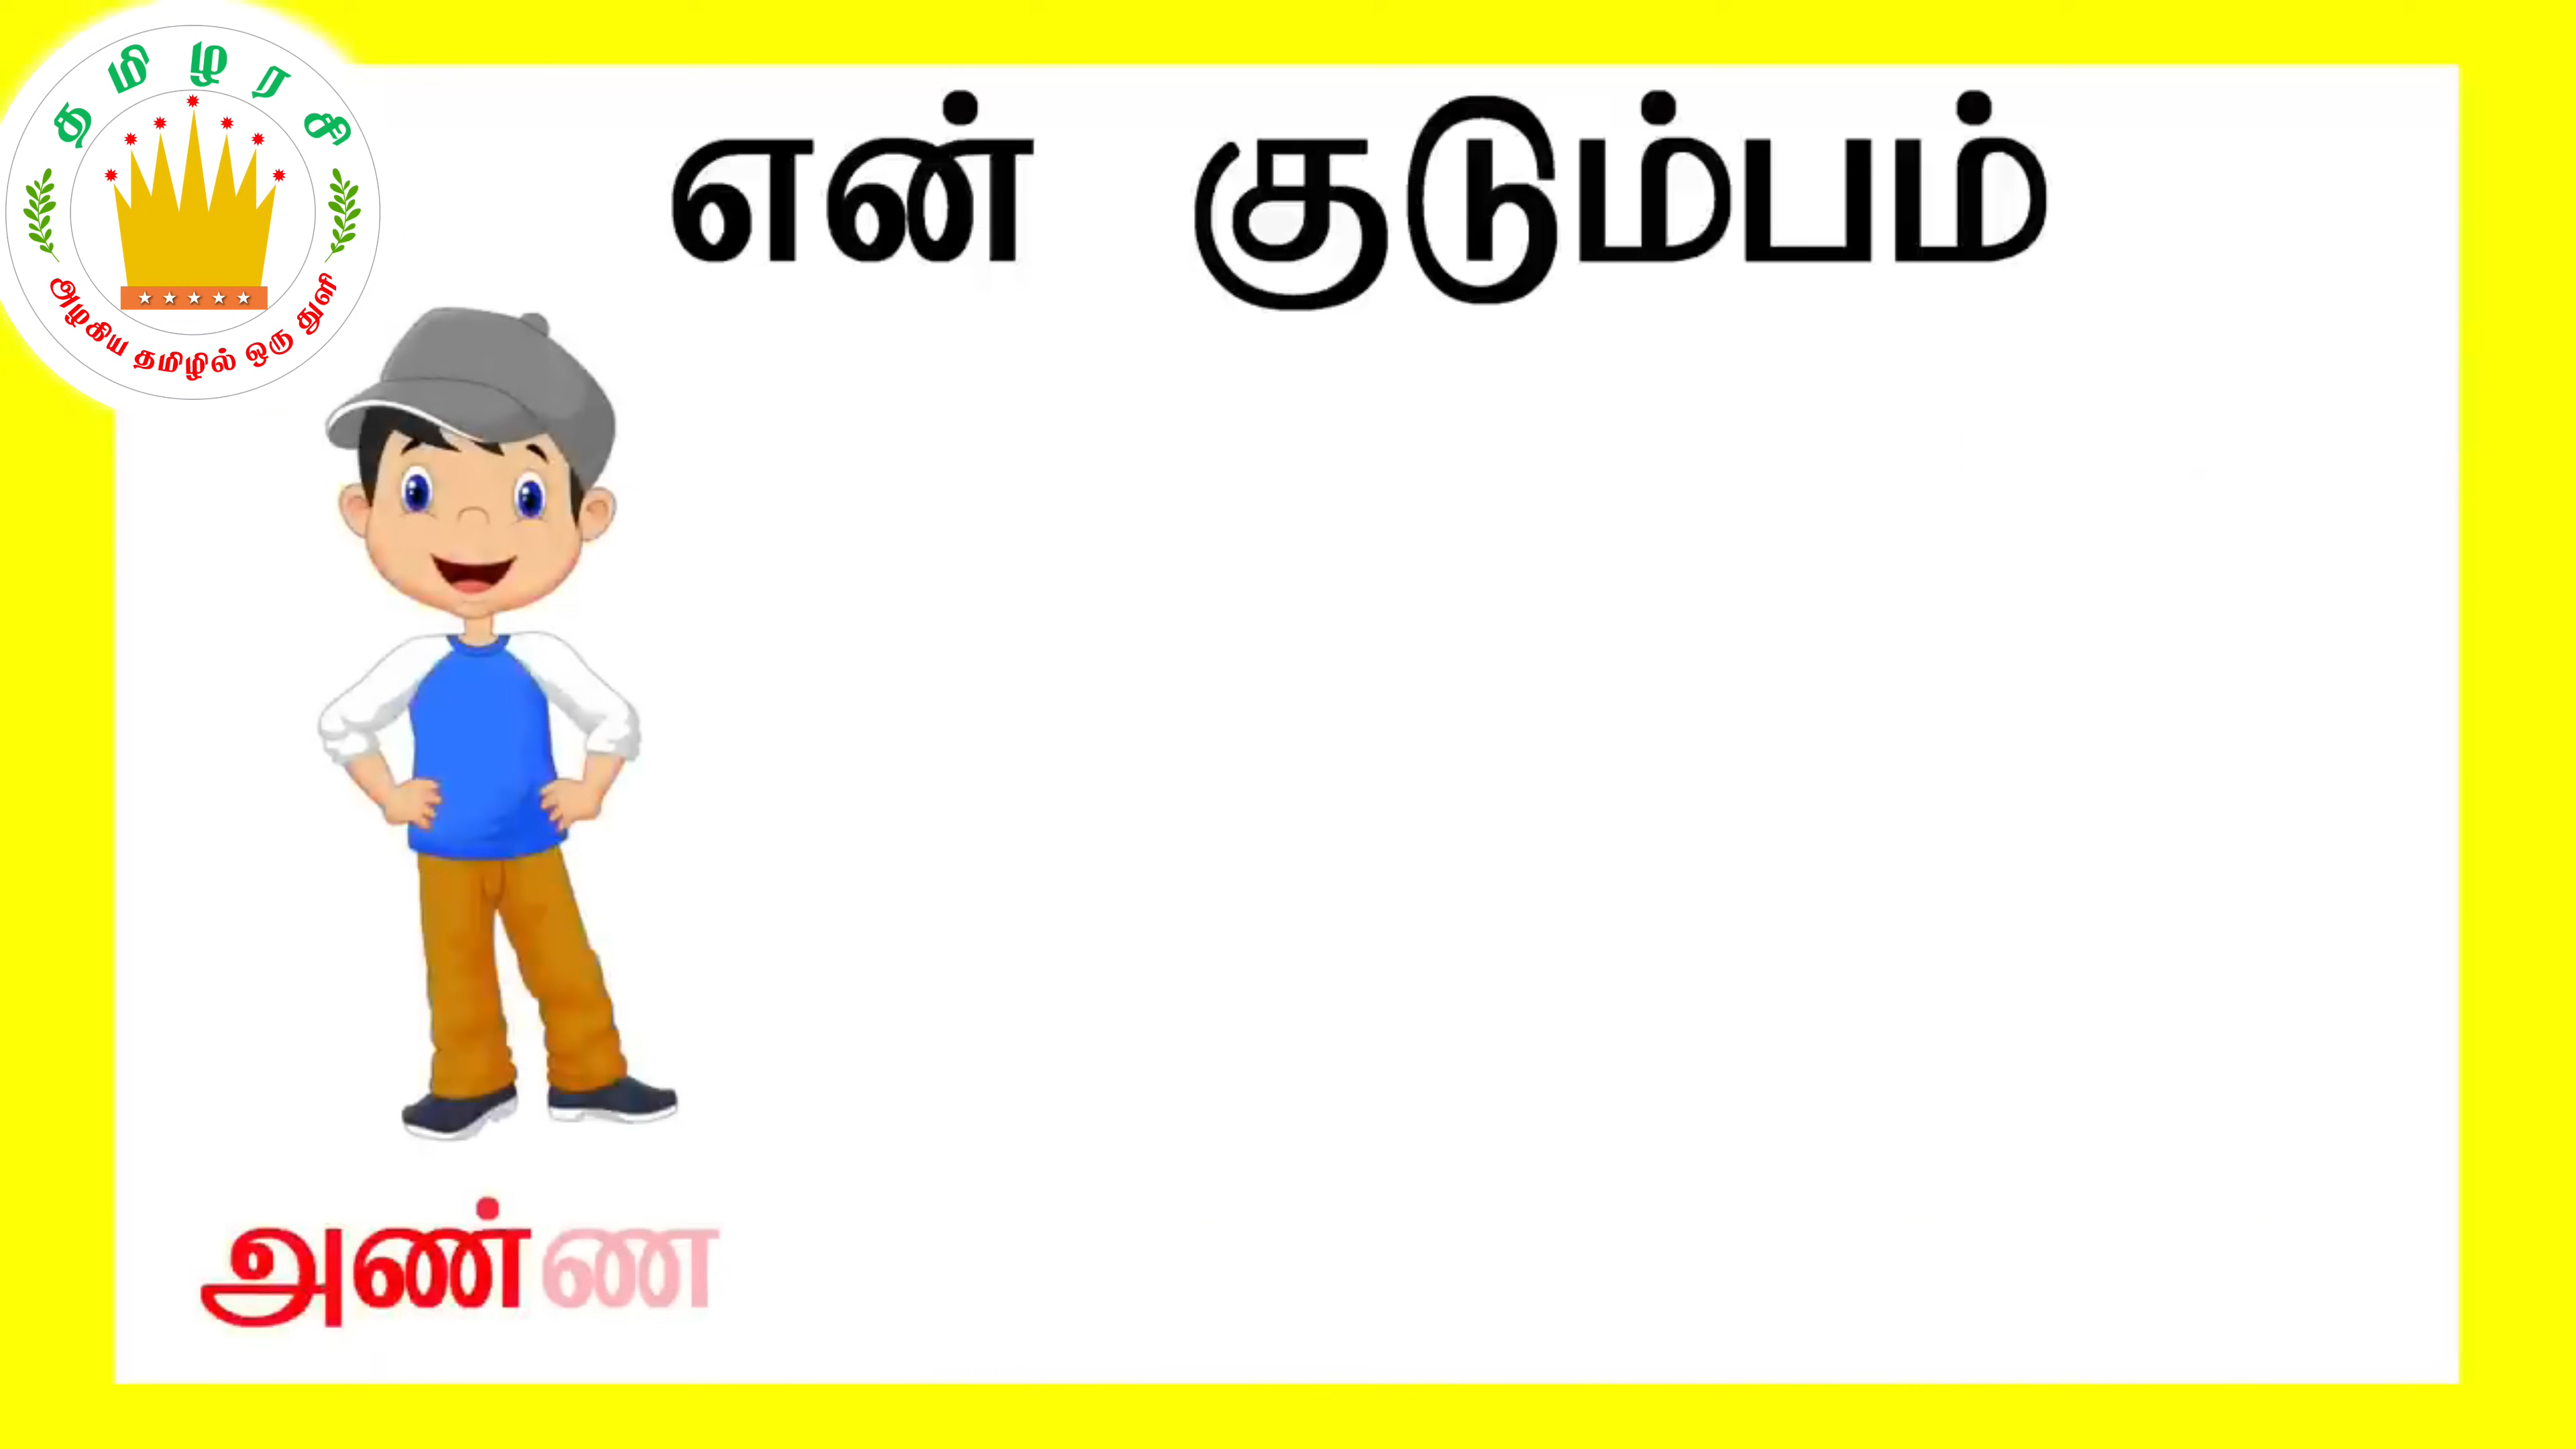 தமிழரசி
அழகிய தமிழில் ஒரு துளி
என் குடும்பம்
அண்ண